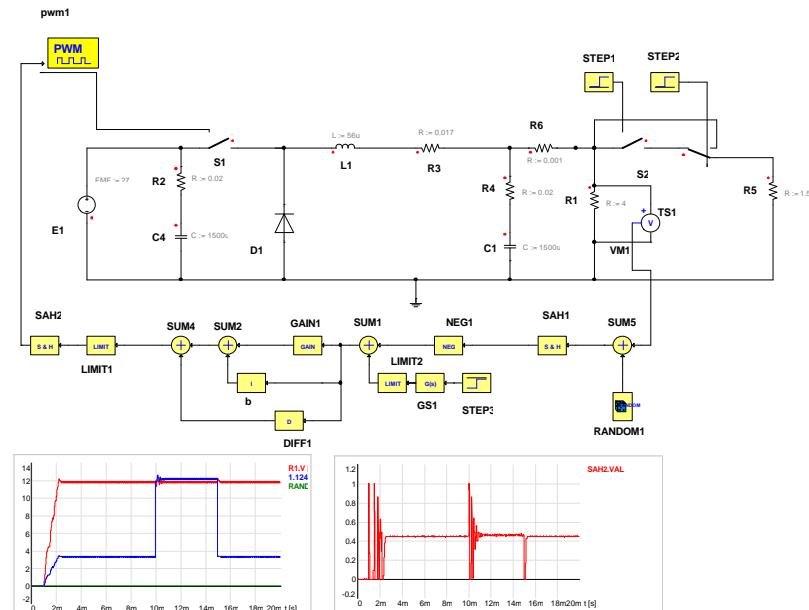 pwm1
PWM
STEP1
STEP2
L := 56u
R := 0.017
R6
S1
L1
R3
R := 0.001
S2
EMF := 27
R2
R := 0.02
R4
R := 0.02
R1
R := 4
TS1
R5
R := 1.5
E1
C4
C := 1500u
D1
C1
C := 1500u
+
V
VM1
SAH2
SUM4
SUM2
GAIN1
SUM1
NEG1
SAH1
SUM5
S & H
LIMIT
GAIN
NEG
S & H
LIMIT1
LIMIT2
I
LIMIT
G(s)
b
GS1
STEP3
D
DIFF1
RANDOM1
14
12
10
8
6
4
2
0
-2
R1.V
1.124
RAND
0 2m 4m 6m 8m 10m 12m 14m 16m 18m 20m t [s]
1.2
1
0.8
0.6
0.4
0.2
0
-0.2
SAH2.VAL
0 2m 4m 6m 8m 10m 12m 14m 16m 18m20m t [s]